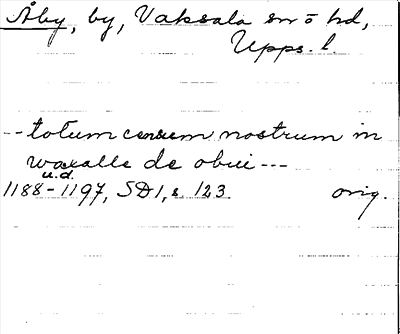 Åby, by, Vaksala sn o hd,
Upps. l.
-- totum censum nostrum in
waxalle de obui ---
u.d.
1188-1197, SD1, s. 123. orig.